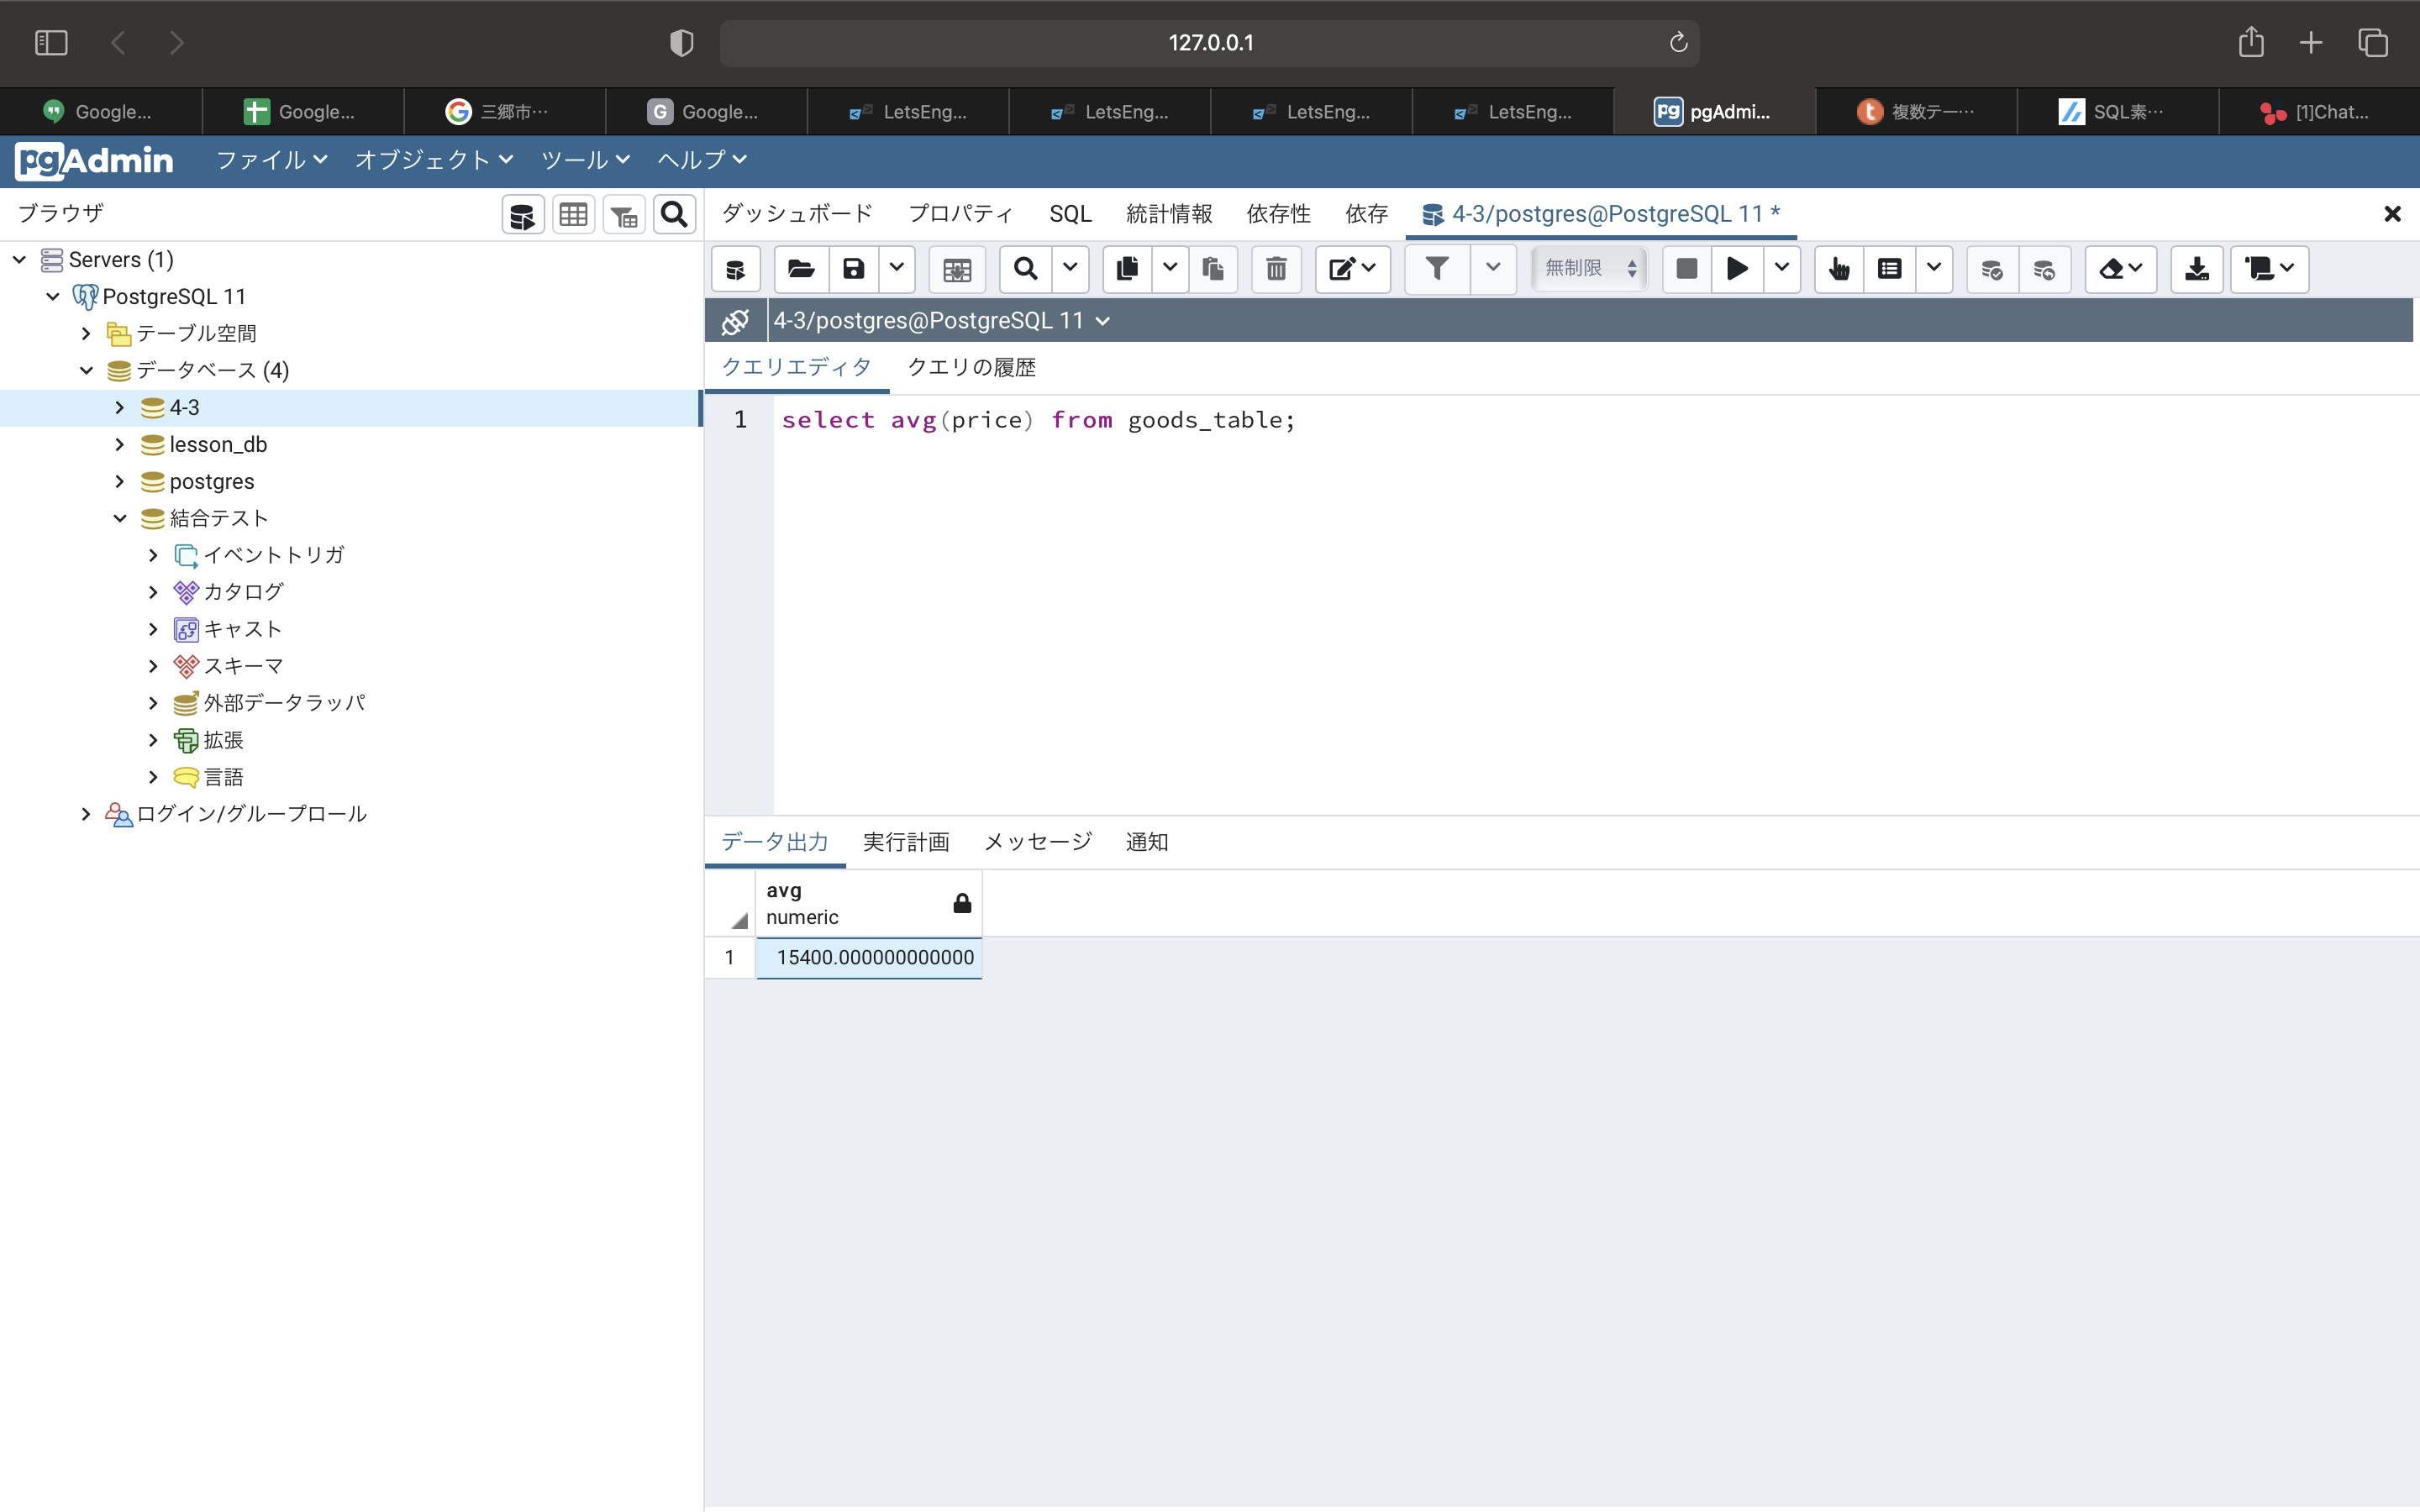 127.0.0.1
Google...
Google...
三郷市…
G Google...
LetsEng...
LetsEng...
LetsEng...
LetsEng...
pg pgAdmi...
t 複数テー…
SQL素…
[1]Chat...
pgAdmin ファイル オブジェクト ツール ヘルプ
ブラウザ
Servers (1)
PostgreSQL 11
テーブル空間
データベース (4)
4-3
lesson_db
postgres
結合テスト
イベントトリガ
カタログ
キャスト
スキーマ
外部データラッパ
拡張
言語
ログイン/グループロール
ダッシュボード プロパティ SQL 統計情報 依存性 依存 4-3/postgres@PostgreSQL 11 *
無制限
4-3/postgres@PostgreSQL 11
クエリエディタ クエリの履歴
1 select avg(price) from goods_table;
データ出力 実行計画 メッセージ 通知
avg
numeric
1 15400.000000000000